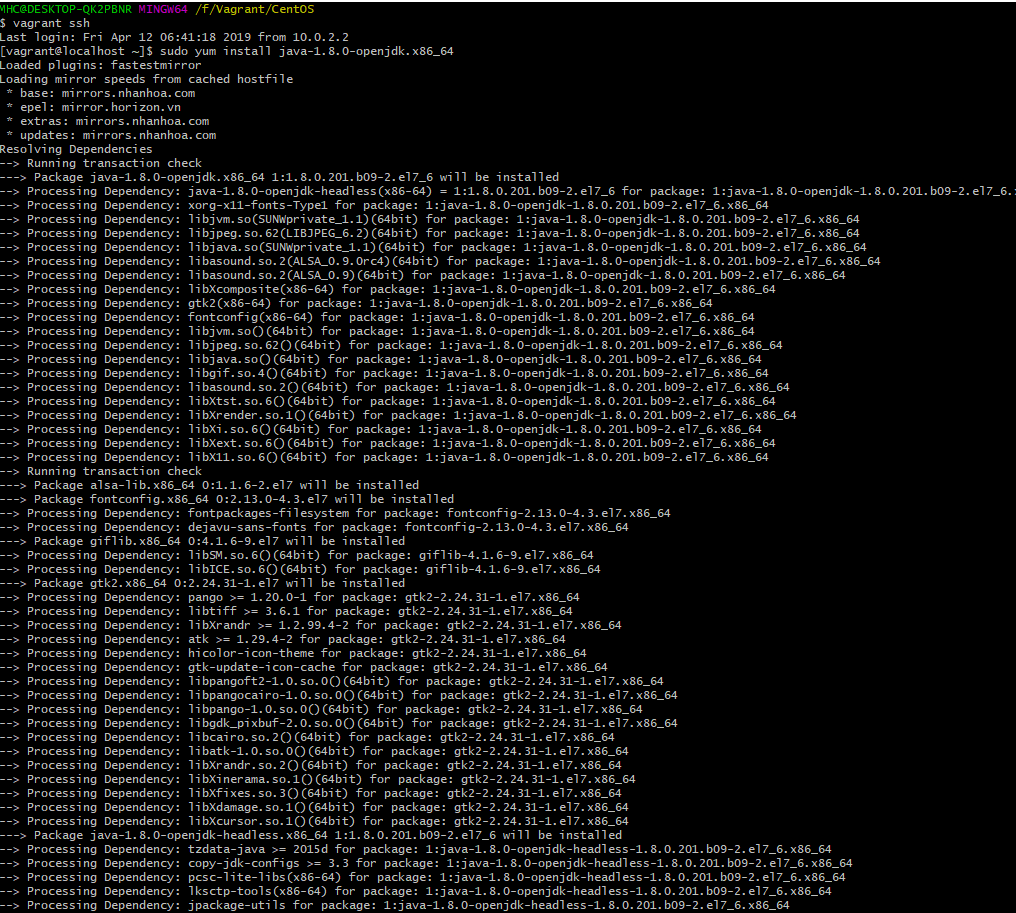 MHC@DESKTOP-QK2PBNR MINGW64 /f/Vagrant/CentOS
$ vagrant ssh
Last login: Fri Apr 12 06:41:18 2019 from 10.0.2.2
[vagrant@localhost ~]$ sudo yum install java-1.8.0-openjdk.x86_64
Loaded plugins: fastestmirror
Loading mirror speeds from cached hostfile
 * base: mirrors.nhanhoa.com
 * epel: mirror.horizon.vn
 * extras: mirrors.nhanhoa.com
 * updates: mirrors.nhanhoa.com
Resolving Dependencies
--> Running transaction check
---> Package java-1.8.0-openjdk.x86_64 1:1.8.0.201.b09-2.el7_6 will be installed
--> Processing Dependency: java-1.8.0-openjdk-headless(x86-64) = 1:1.8.0.201.b09-2.el7_6 for package: 1:java-1.8.0-openjdk-1.8.0.201.b09-2.el7_6.
--> Processing Dependency: xorg-x11-fonts-Type1 for package: 1:java-1.8.0-openjdk-1.8.0.201.b09-2.el7_6.x86_64
--> Processing Dependency: libjvm.so(SUNWprivate_1.1)(64bit) for package: 1:java-1.8.0-openjdk-1.8.0.201.b09-2.el7_6.x86_64
--> Processing Dependency: libjpeg.so.62(LIBJPEG_6.2)(64bit) for package: 1:java-1.8.0-openjdk-1.8.0.201.b09-2.el7_6.x86_64
--> Processing Dependency: libjava.so(SUNWprivate_1.1)(64bit) for package: 1:java-1.8.0-openjdk-1.8.0.201.b09-2.el7_6.x86_64
--> Processing Dependency: libasound.so.2(ALSA_0.9.0rc4)(64bit) for package: 1:java-1.8.0-openjdk-1.8.0.201.b09-2.el7_6.x86_64
--> Processing Dependency: libasound.so.2(ALSA_0.9)(64bit) for package: 1:java-1.8.0-openjdk-1.8.0.201.b09-2.el7_6.x86_64
--> Processing Dependency: libXcomposite(x86-64) for package: 1:java-1.8.0-openjdk-1.8.0.201.b09-2.el7_6.x86_64
--> Processing Dependency: gtk2(x86-64) for package: 1:java-1.8.0-openjdk-1.8.0.201.b09-2.el7_6.x86_64
--> Processing Dependency: fontconfig(x86-64) for package: 1:java-1.8.0-openjdk-1.8.0.201.b09-2.el7_6.x86_64
--> Processing Dependency: libjvm.so()(64bit) for package: 1:java-1.8.0-openjdk-1.8.0.201.b09-2.el7_6.x86_64
--> Processing Dependency: libjpeg.so.62()(64bit) for package: 1:java-1.8.0-openjdk-1.8.0.201.b09-2.el7_6.x86_64
--> Processing Dependency: libjava.so()(64bit) for package: 1:java-1.8.0-openjdk-1.8.0.201.b09-2.el7_6.x86_64
--> Processing Dependency: libgif.so.4()(64bit) for package: 1:java-1.8.0-openjdk-1.8.0.201.b09-2.el7_6.x86_64
--> Processing Dependency: libasound.so.2()(64bit) for package: 1:java-1.8.0-openjdk-1.8.0.201.b09-2.el7_6.x86_64
--> Processing Dependency: libXtst.so.6()(64bit) for package: 1:java-1.8.0-openjdk-1.8.0.201.b09-2.el7_6.x86_64
--> Processing Dependency: libXrender.so.1()(64bit) for package: 1:java-1.8.0-openjdk-1.8.0.201.b09-2.el7_6.x86_64
--> Processing Dependency: libXi.so.6()(64bit) for package: 1:java-1.8.0-openjdk-1.8.0.201.b09-2.el7_6.x86_64
--> Processing Dependency: libXext.so.6()(64bit) for package: 1:java-1.8.0-openjdk-1.8.0.201.b09-2.el7_6.x86_64
--> Processing Dependency: libX11.so.6()(64bit) for package: 1:java-1.8.0-openjdk-1.8.0.201.b09-2.el7_6.x86_64
--> Running transaction check
---> Package alsa-lib.x86_64 0:1.1.6-2.el7 will be installed
---> Package fontconfig.x86_64 0:2.13.0-4.3.el7 will be installed
--> Processing Dependency: fontpackages-filesystem for package: fontconfig-2.13.0-4.3.el7.x86_64
--> Processing Dependency: dejavu-sans-fonts for package: fontconfig-2.13.0-4.3.el7.x86_64
---> Package giflib.x86_64 0:4.1.6-9.el7 will be installed
--> Processing Dependency: libSM.so.6()(64bit) for package: giflib-4.1.6-9.el7.x86_64
--> Processing Dependency: libICE.so.6()(64bit) for package: giflib-4.1.6-9.el7.x86_64
---> Package gtk2.x86_64 0:2.24.31-1.el7 will be installed
--> Processing Dependency: pango >= 1.20.0-1 for package: gtk2-2.24.31-1.el7.x86_64
--> Processing Dependency: libtiff >= 3.6.1 for package: gtk2-2.24.31-1.el7.x86_64
--> Processing Dependency: libXrandr >= 1.2.99.4-2 for package: gtk2-2.24.31-1.el7.x86_64
--> Processing Dependency: atk >= 1.29.4-2 for package: gtk2-2.24.31-1.el7.x86_64
--> Processing Dependency: hicolor-icon-theme for package: gtk2-2.24.31-1.el7.x86_64
--> Processing Dependency: gtk-update-icon-cache for package: gtk2-2.24.31-1.el7.x86_64
--> Processing Dependency: libpangoft2-1.0.so.0()(64bit) for package: gtk2-2.24.31-1.el7.x86_64
--> Processing Dependency: libpangocairo-1.0.so.0()(64bit) for package: gtk2-2.24.31-1.el7.x86_64
--> Processing Dependency: libpango-1.0.so.0()(64bit) for package: gtk2-2.24.31-1.el7.x86_64
--> Processing Dependency: libgdk_pixbuf-2.0.so.0()(64bit) for package: gtk2-2.24.31-1.el7.x86_64
--> Processing Dependency: libcairo.so.2()(64bit) for package: gtk2-2.24.31-1.el7.x86_64
--> Processing Dependency: libatk-1.0.so.0()(64bit) for package: gtk2-2.24.31-1.el7.x86_64
--> Processing Dependency: libXrandr.so.2()(64bit) for package: gtk2-2.24.31-1.el7.x86_64
--> Processing Dependency: libXinerama.so.1()(64bit) for package: gtk2-2.24.31-1.el7.x86_64
--> Processing Dependency: libXfixes.so.3()(64bit) for package: gtk2-2.24.31-1.el7.x86_64
--> Processing Dependency: libXdamage.so.1()(64bit) for package: gtk2-2.24.31-1.el7.x86_64
--> Processing Dependency: libXcursor.so.1()(64bit) for package: gtk2-2.24.31-1.el7.x86_64
---> Package java-1.8.0-openjdk-headless.x86_64 1:1.8.0.201.b09-2.el7_6 will be installed
--> Processing Dependency: tzdata-java >= 2015d for package: 1:java-1.8.0-openjdk-headless-1.8.0.201.b09-2.el7_6.x86_64
--> Processing Dependency: copy-jdk-configs >= 3.3 for package: 1:java-1.8.0-openjdk-headless-1.8.0.201.b09-2.el7_6.x86_64
--> Processing Dependency: pcsc-lite-libs(x86-64) for package: 1:java-1.8.0-openjdk-headless-1.8.0.201.b09-2.el7_6.x86_64
--> Processing Dependency: lksctp-tools(x86-64) for package: 1:java-1.8.0-openjdk-headless-1.8.0.201.b09-2.el7_6.x86_64
--> Processing Dependency: jpackage-utils for package: 1:java-1.8.0-openjdk-headless-1.8.0.201.b09-2.el7_6.x86_64